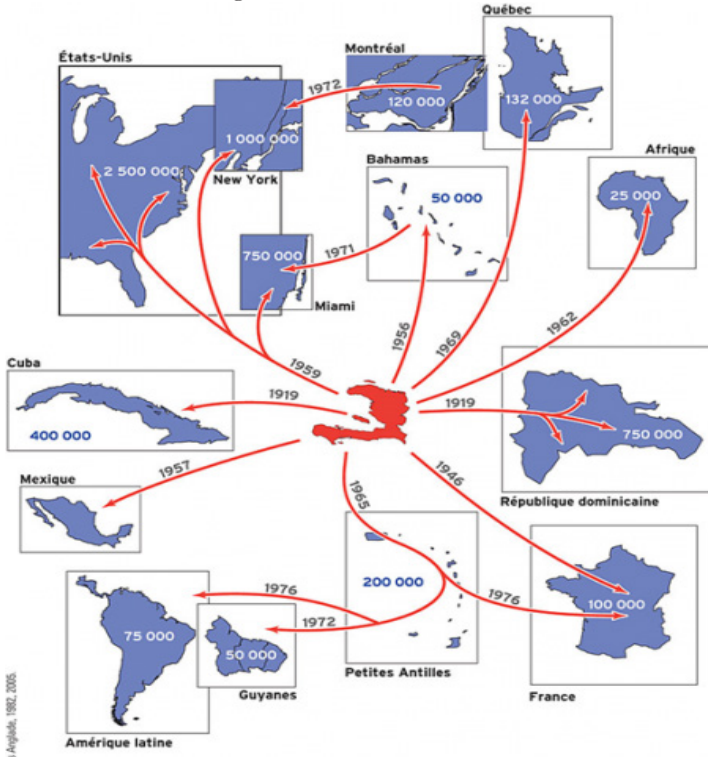 Québec
États-Unis
Montréal
1972
120 000
132 000
1 000 000
Afrique
Bahamas
2 500 000
New York
50 000
25 000
750 000
1971
Miami
1956
1969
1962
1959
Cuba
1919
1919
400 000
750 000
1957
1946
Mexique
1965
République dominicaine
200 000
1976
1976
100 000
75 000
1972
50 000
Petites Antilles
Guyanes
France
Amérique latine
Anglade, 1982, 2005.